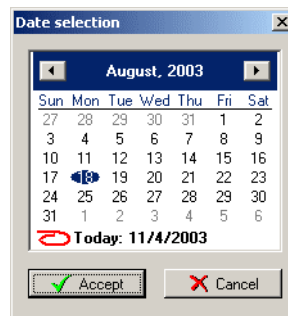 Date selection
August, 2003
Sun Mon Tue Wed Thu Fri Sat
27 28 29 30 31 1 2
3 4 5 6 7 8 9
10 11 12 13 14 15 16
17 18 19 20 21 22 23
24 25 26 27 28 29 30
31 1 2 3 4 5 6
Today: 11/4/2003
Accept Cancel